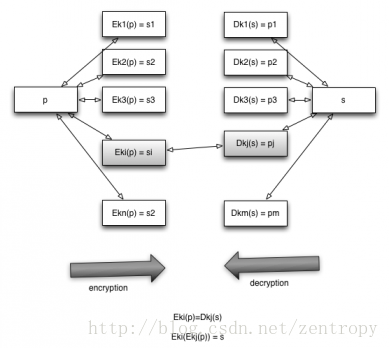 Ek1(p) = s1
Dk1(s) = p1
Ek2(p) = s2
Dk2(s) = p2
p
Ek3(p) = s3
Dk3(s) = p3
s
Eki(p) = si
Dkj(s) = pj
Ekn(p) = s2
Dkm(s) = pm
encryption
decryption
Eki(p)=Dkj(s)
http://blog.csdn.net/zentropy
Eki(Ekj(p)) = s